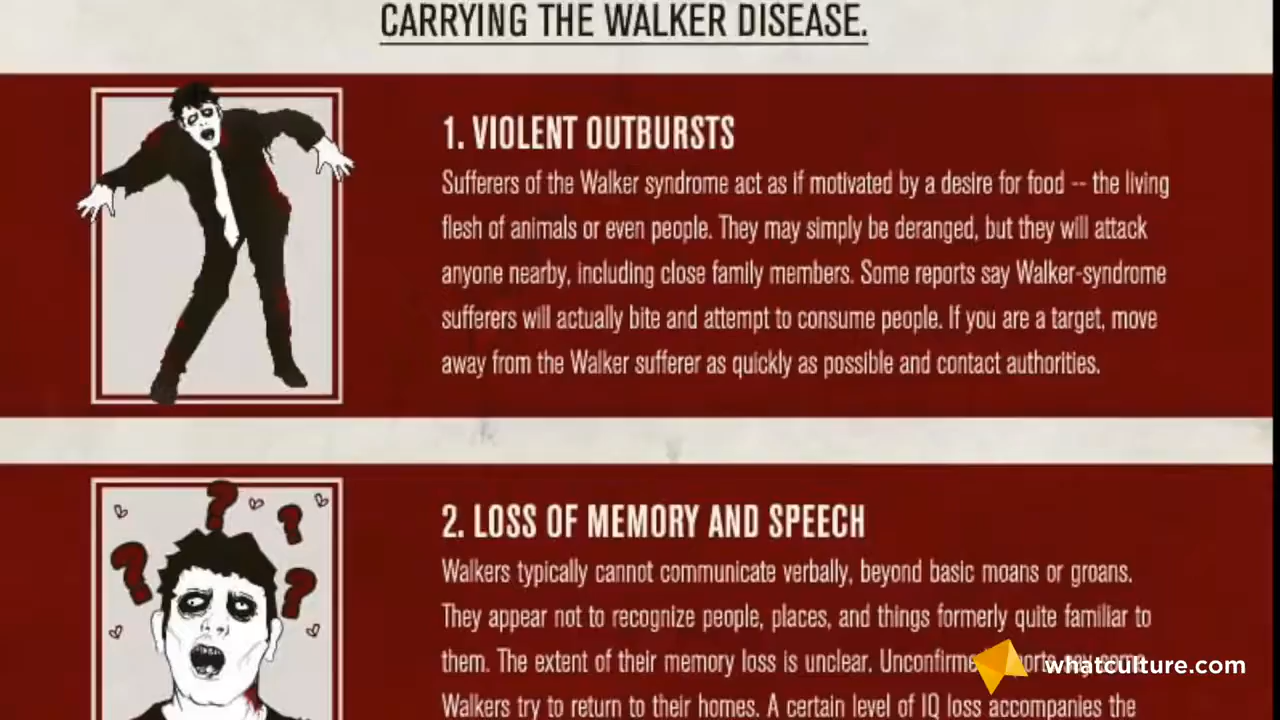 CARRYING THE WALKER DISEASE.
1. VIOLENT OUTBURSTS
Sufferers of the Walker syndrome act as if motivated by a desire for food -- the living
flesh of animals or even people. They may simply be deranged, but they will attack
anyone nearby, including close family members. Some reports say Walker-syndrome
sufferers will actually bite and attempt to consume people. If you are a target, move
away from the Walker sufferer as quickly as possible and contact authorities.
? ? ? ?
2. LOSS OF MEMORY AND SPEECH
Walkers typically cannot communicate verbally, beyond basic moans or groans.
They appear not to recognize people, places, and things formerly quite familiar to
them. The extent of their memory loss is unclear.
whatculture.com
Walkers try to return to their homes. A certain level of IQ loss accompanies the